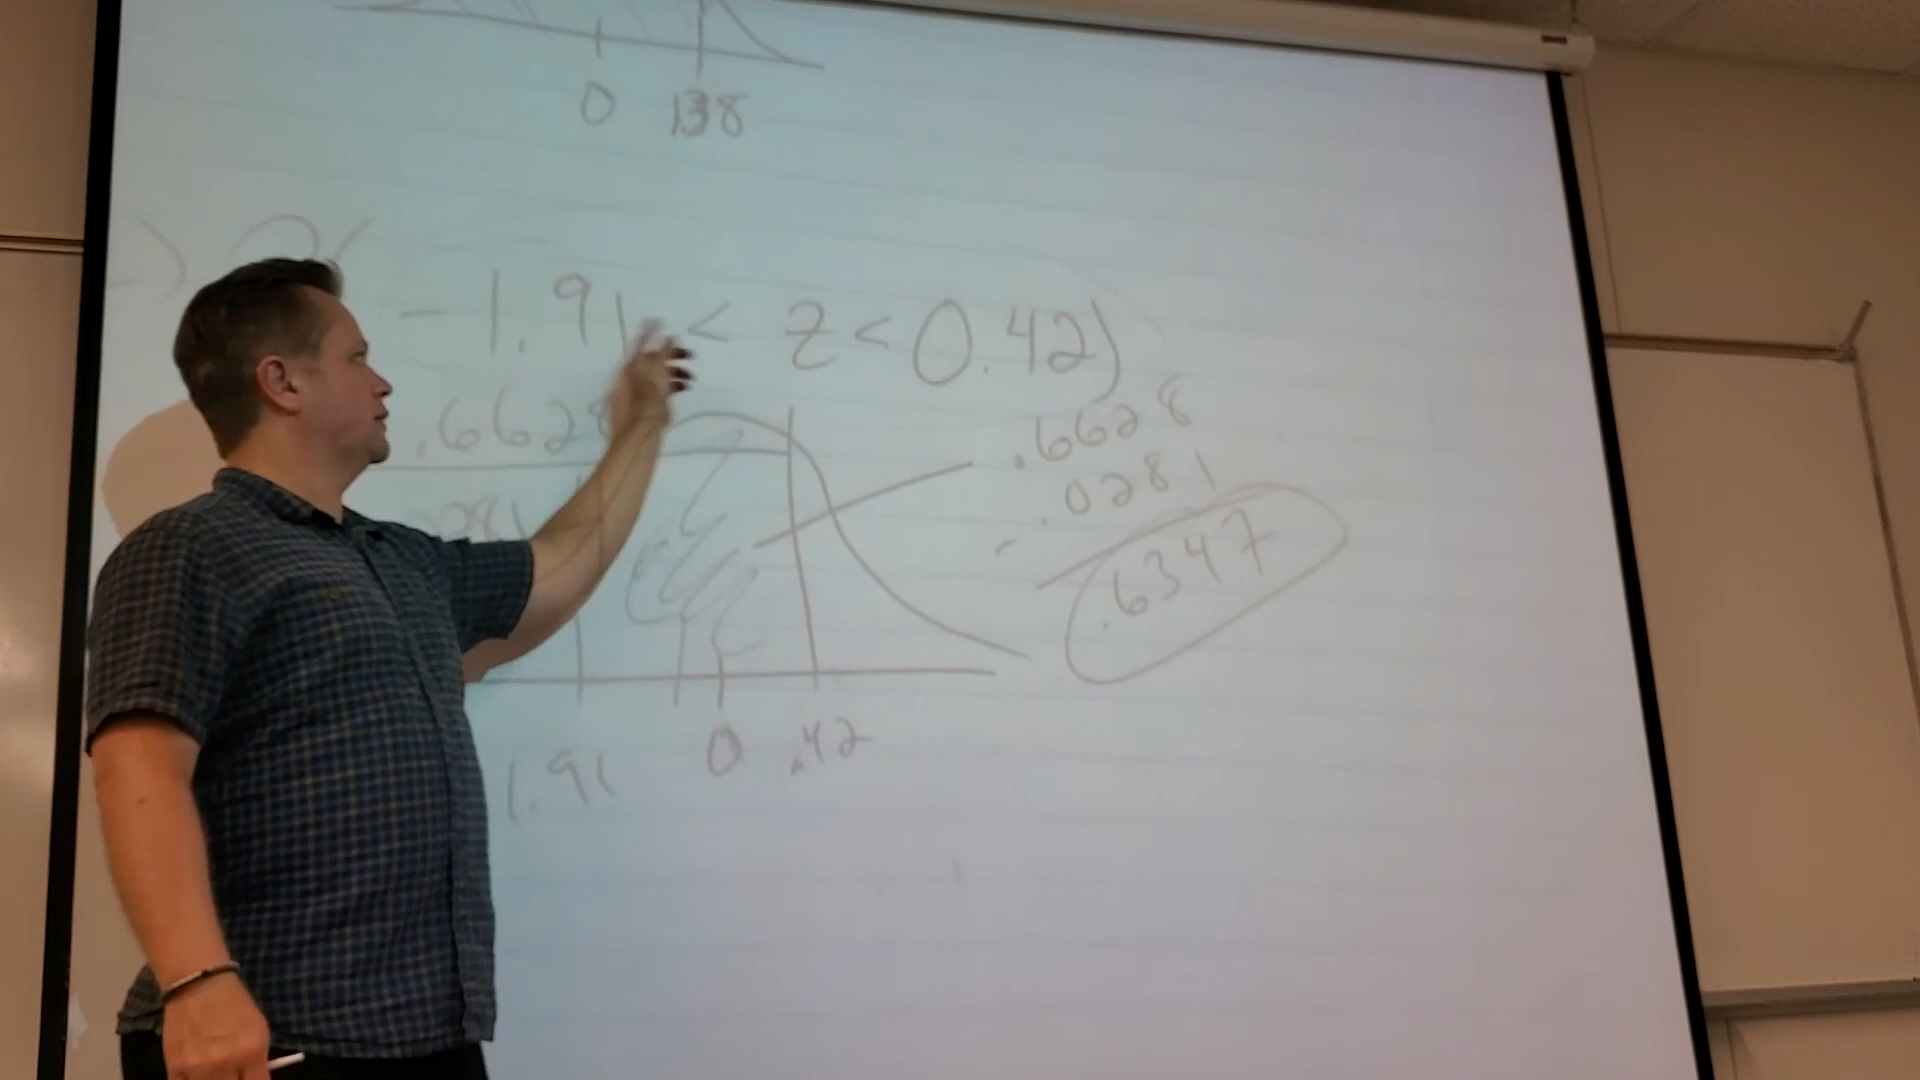 0 138
P( -1.91 < z < 0.42)
.6628 .6628
.0281
- .6347
1.91 0 .42